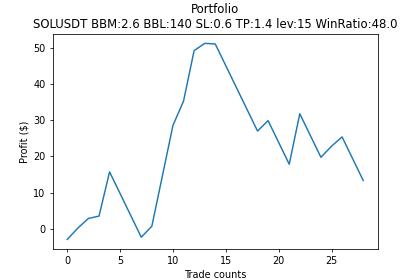 Portfolio
SOLUSDT BBM:2.6 BBL:140 SL:0.6 TP:1.4 lev:15 WinRatio:48.0
50
40
30
20
10
0
Profit ($)
0 5 10 15 20 25
Trade counts